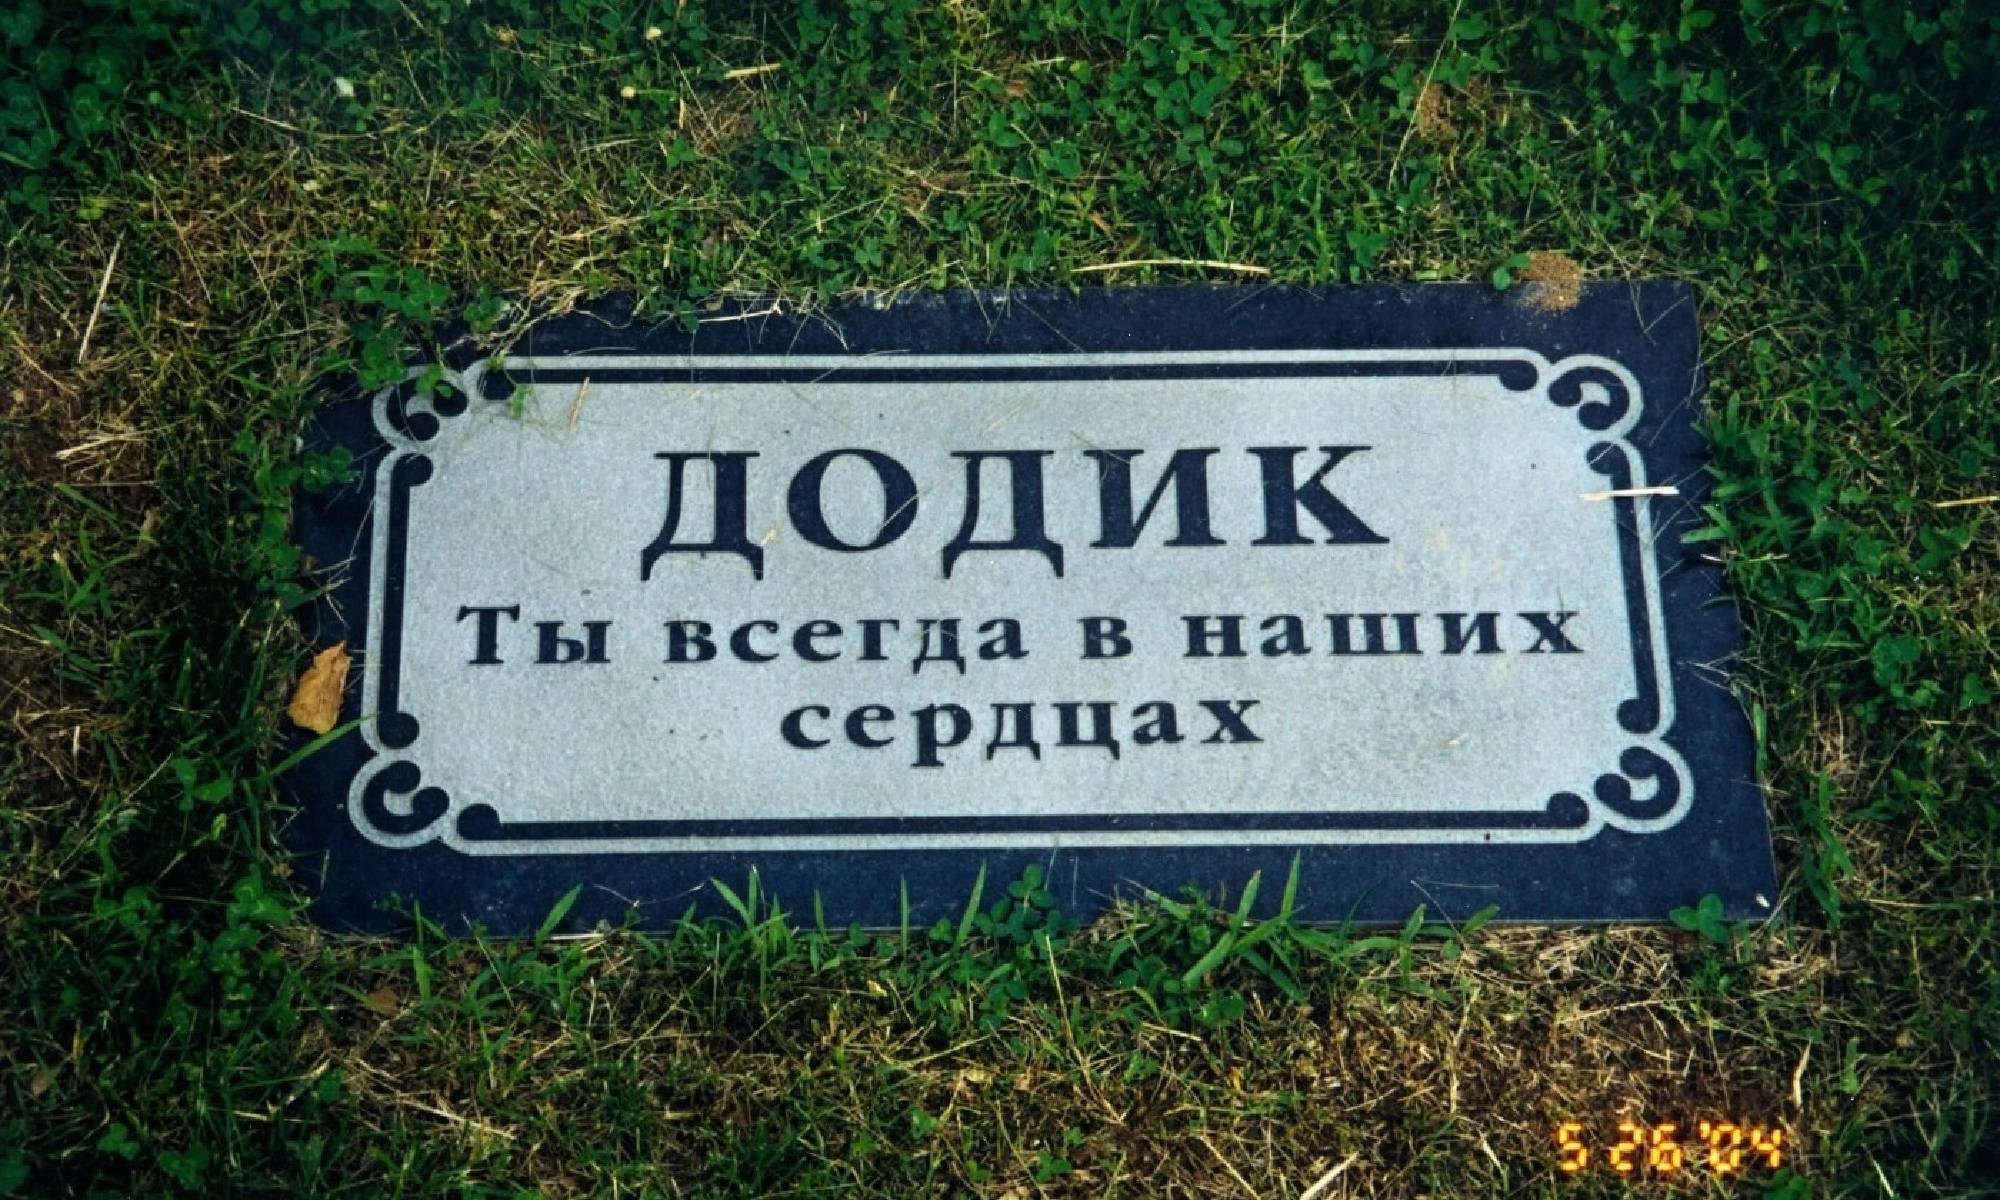 ДОДИК
Ты всегда в наших
сердцах
5 26 '04